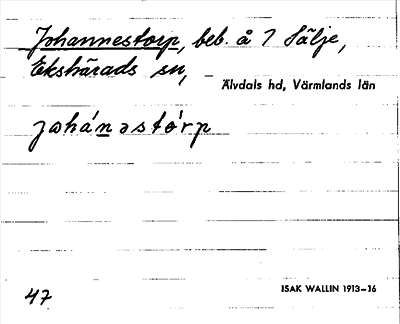 Johannestorp, beb. å 7 Sälje,
Ekshärads sn,
Älvdals hd, Värmlands län
johánəstórp
47
ISAK WALLIN 1913–16